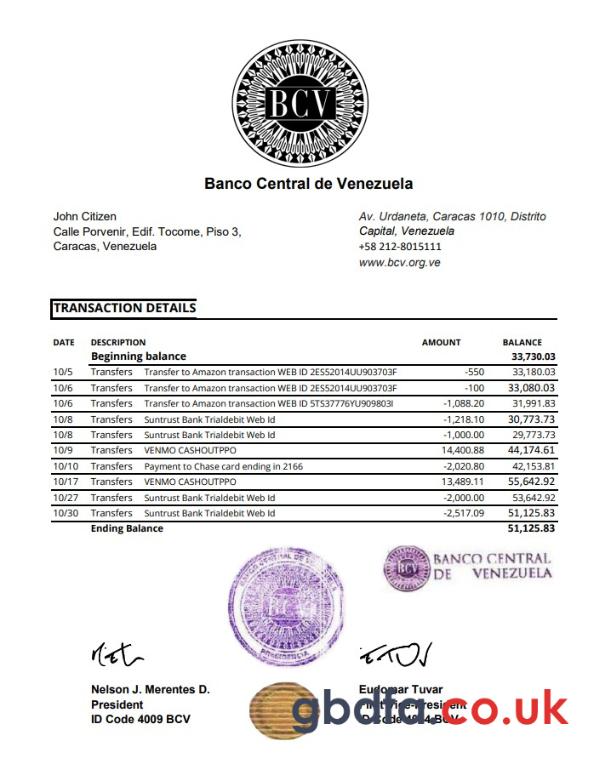 BCV
Banco Central de Venezuela
John Citizen
Calle Porvenir, Edif. Tocome, Piso 3,
Caracas, Venezuela
Av. Urdaneta, Caracas 1010, Distrito
Capital, Venezuela
+58 212-8015111
www.bcv.org.ve
TRANSACTION DETAILS
DATE DESCRIPTION AMOUNT BALANCE
Beginning balance 33,730.03
10/5 Transfers Transfer to Amazon transaction WEB ID 2ES52014UU903703F -550 33,180.03
10/6 Transfers Transfer to Amazon transaction WEB ID 2ES52014UU903703F -100 33,080.03
10/6 Transfers Transfer to Amazon transaction WEB ID 5TS37776YU909803I -1,088.20 31,991.83
10/8 Transfers Suntrust Bank Trialdebit Web Id -1,218.10 30,773.73
10/8 Transfers Suntrust Bank Trialdebit Web Id -1,000.00 29,773.73
10/9 Transfers VENMO CASHOUTPPO 14,400.88 44,174.61
10/10 Transfers Payment to Chase card ending in 2166 -2,020.80 42,153.81
10/17 Transfers VENMO CASHOUTPPO 13,489.11 55,642.92
10/27 Transfers Suntrust Bank Trialdebit Web Id -2,000.00 53,642.92
10/30 Transfers Suntrust Bank Trialdebit Web Id -2,517.09 51,125.83
Ending Balance 51,125.83
BANCO CENTRAL DE
BCV
PRESIDENCIA
BCV
BANCO CENTRAL
DE VENEZUELA
Nelson J. Merentes D.
President
ID Code 4009 BCV
Eudomar Tuvar
First Vice-President
gbdfa.co.uk